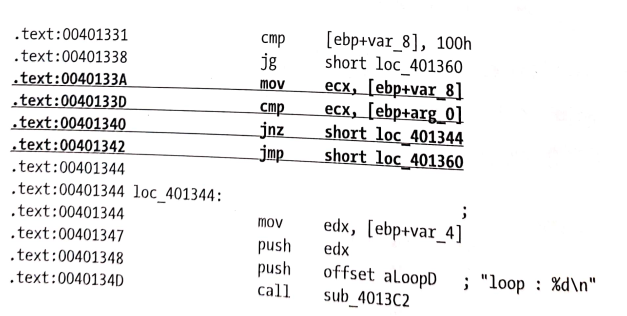 .text:00401331 cmp [ebp+var_8], 100h
.text:00401338 jg short loc_401360
.text:0040133A mov ecx, [ebp+var_8]
.text:0040133D cmp ecx, [ebp+arg_0]
.text:00401340 jnz short loc_401344
.text:00401342 jmp short loc_401360
.text:00401344
.text:00401344 loc_401344: ;
.text:00401344 mov edx, [ebp+var_4]
.text:00401347 push edx
.text:00401348 push offset aLoopD ; "loop : %d\n"
.text:0040134D call sub_4013C2